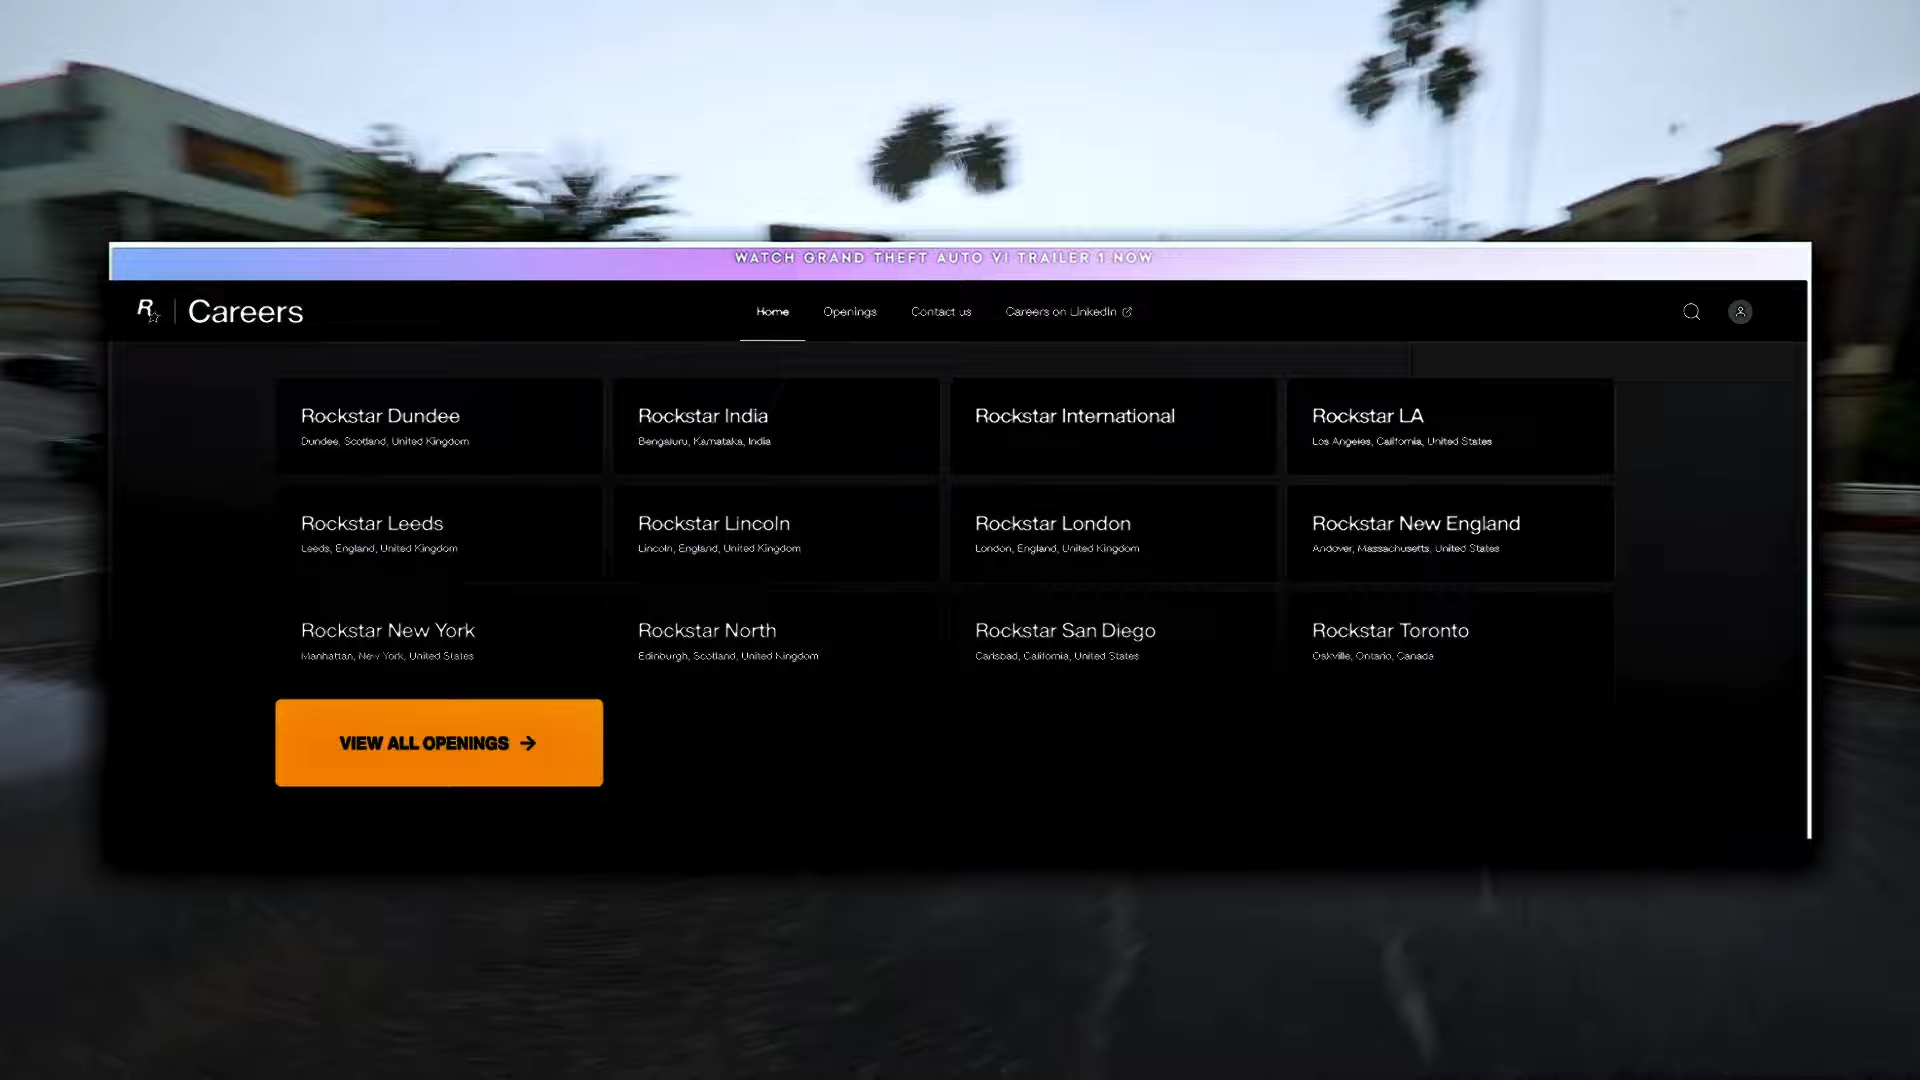 WATCH GRAND THEFT AUTO VI TRAILER 1 NOW
R Careers Home Openings Contact us Careers on LinkedIn
Rockstar Dundee
Dundee, Scotland, United Kingdom
Rockstar India
Bengaluru, Karnataka, India
Rockstar International
Rockstar LA
Los Angeles, California, United States
Rockstar Leeds
Leeds, England, United Kingdom
Rockstar Lincoln
Lincoln, England, United Kingdom
Rockstar London
London, England, United Kingdom
Rockstar New England
Andover, Massachusetts, United States
Rockstar New York
Manhattan, New York, United States
Rockstar North
Edinburgh, Scotland, United Kingdom
Rockstar San Diego
Carlsbad, California, United States
Rockstar Toronto
Oakville, Ontario, Canada
VIEW ALL OPENINGS →